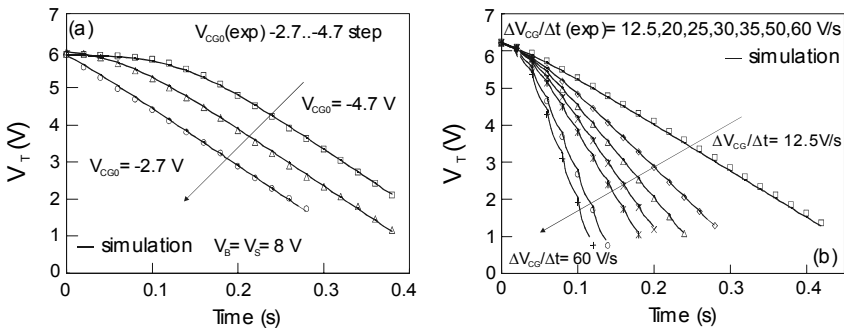 (a)
V_CG0(exp) -2.7..-4.7 step
V_CG0= -4.7 V
V_CG0= -2.7 V
simulation
V_B= V_S= 8 V
V_T (V)
7
6
5
4
3
2
1
0
0 0.1 0.2 0.3 0.4
Time (s)
ΔV_CG/Δt (exp)= 12.5,20,25,30,35,50,60 V/s
simulation
ΔV_CG/Δt= 12.5V/s
ΔV_CG/Δt= 60 V/s
(b)
V_T (V)
7
6
5
4
3
2
1
0
0 0.1 0.2 0.3 0.4
Time (s)